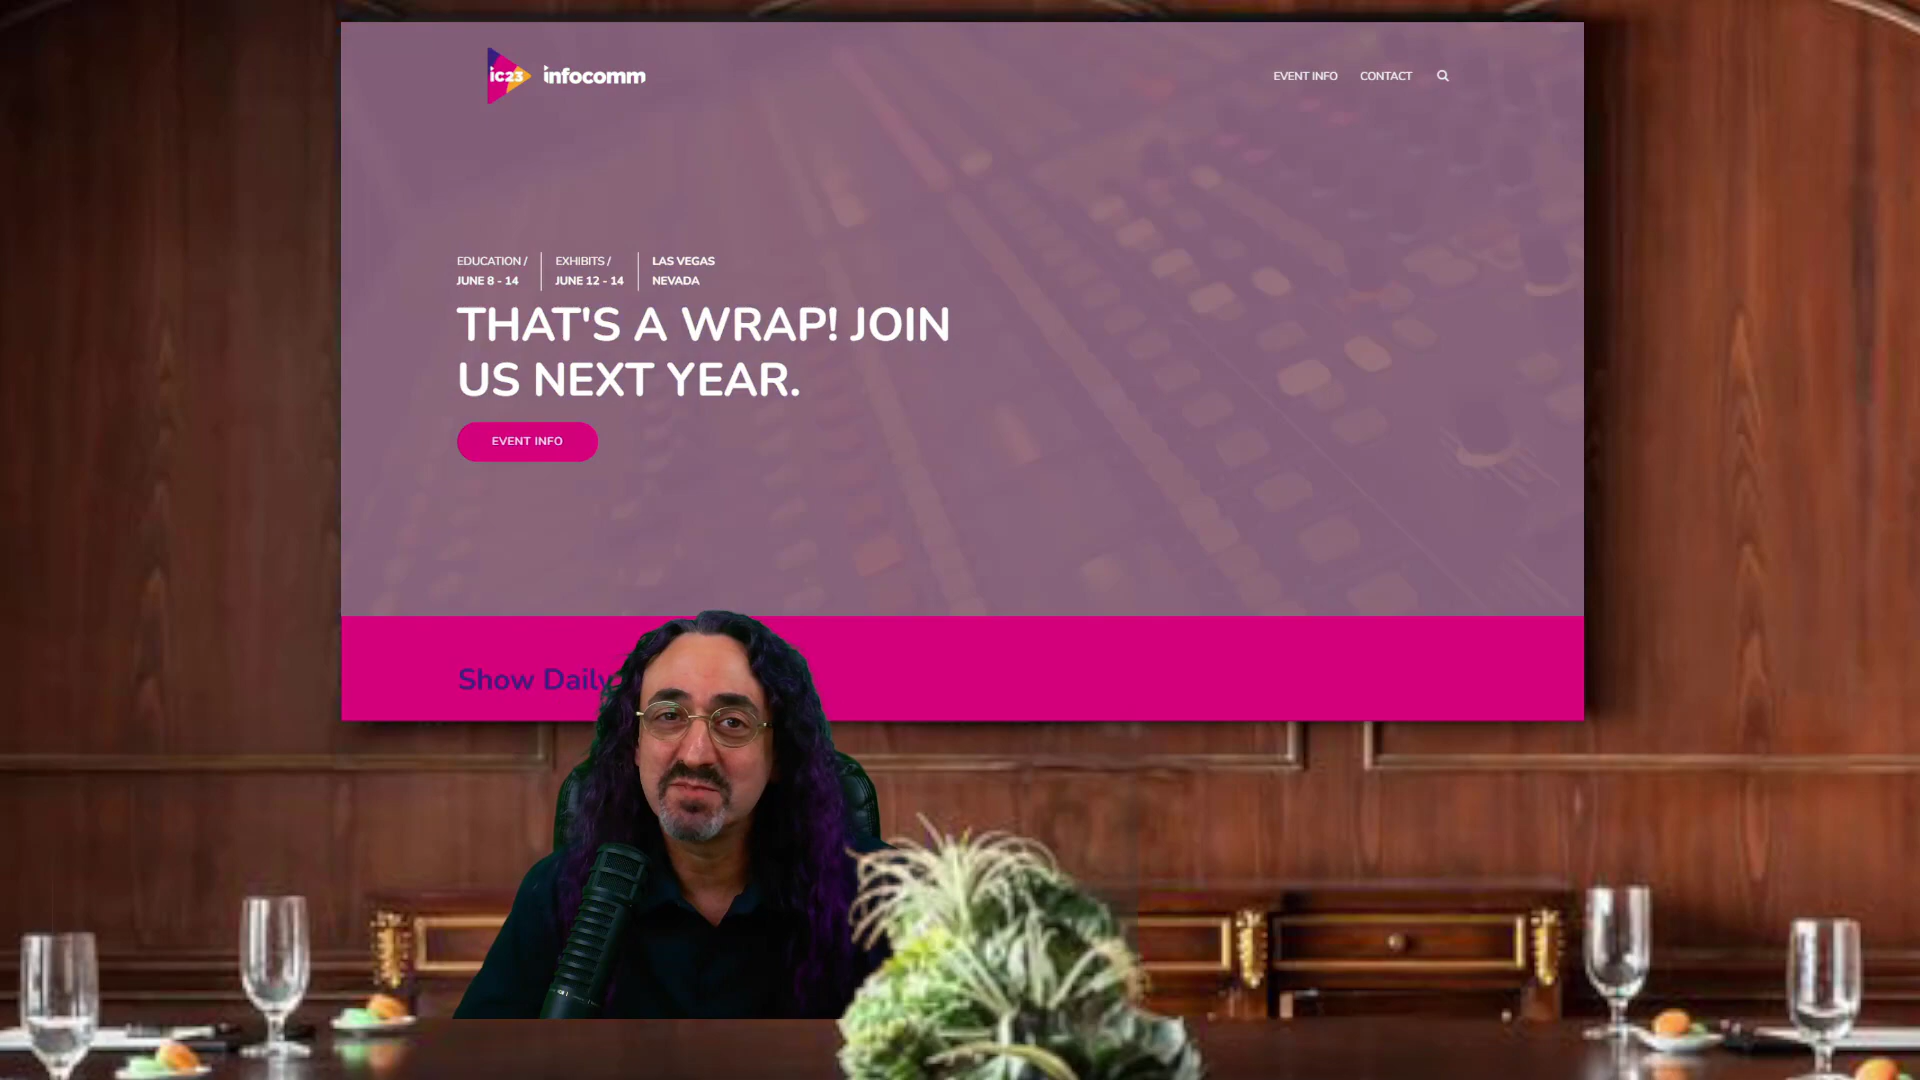 ic23 infocomm
EVENT INFO CONTACT
EDUCATION / EXHIBITS / LAS VEGAS
JUNE 8 - 14 JUNE 12 - 14 NEVADA
THAT'S A WRAP! JOIN
US NEXT YEAR.
EVENT INFO
Show Daily